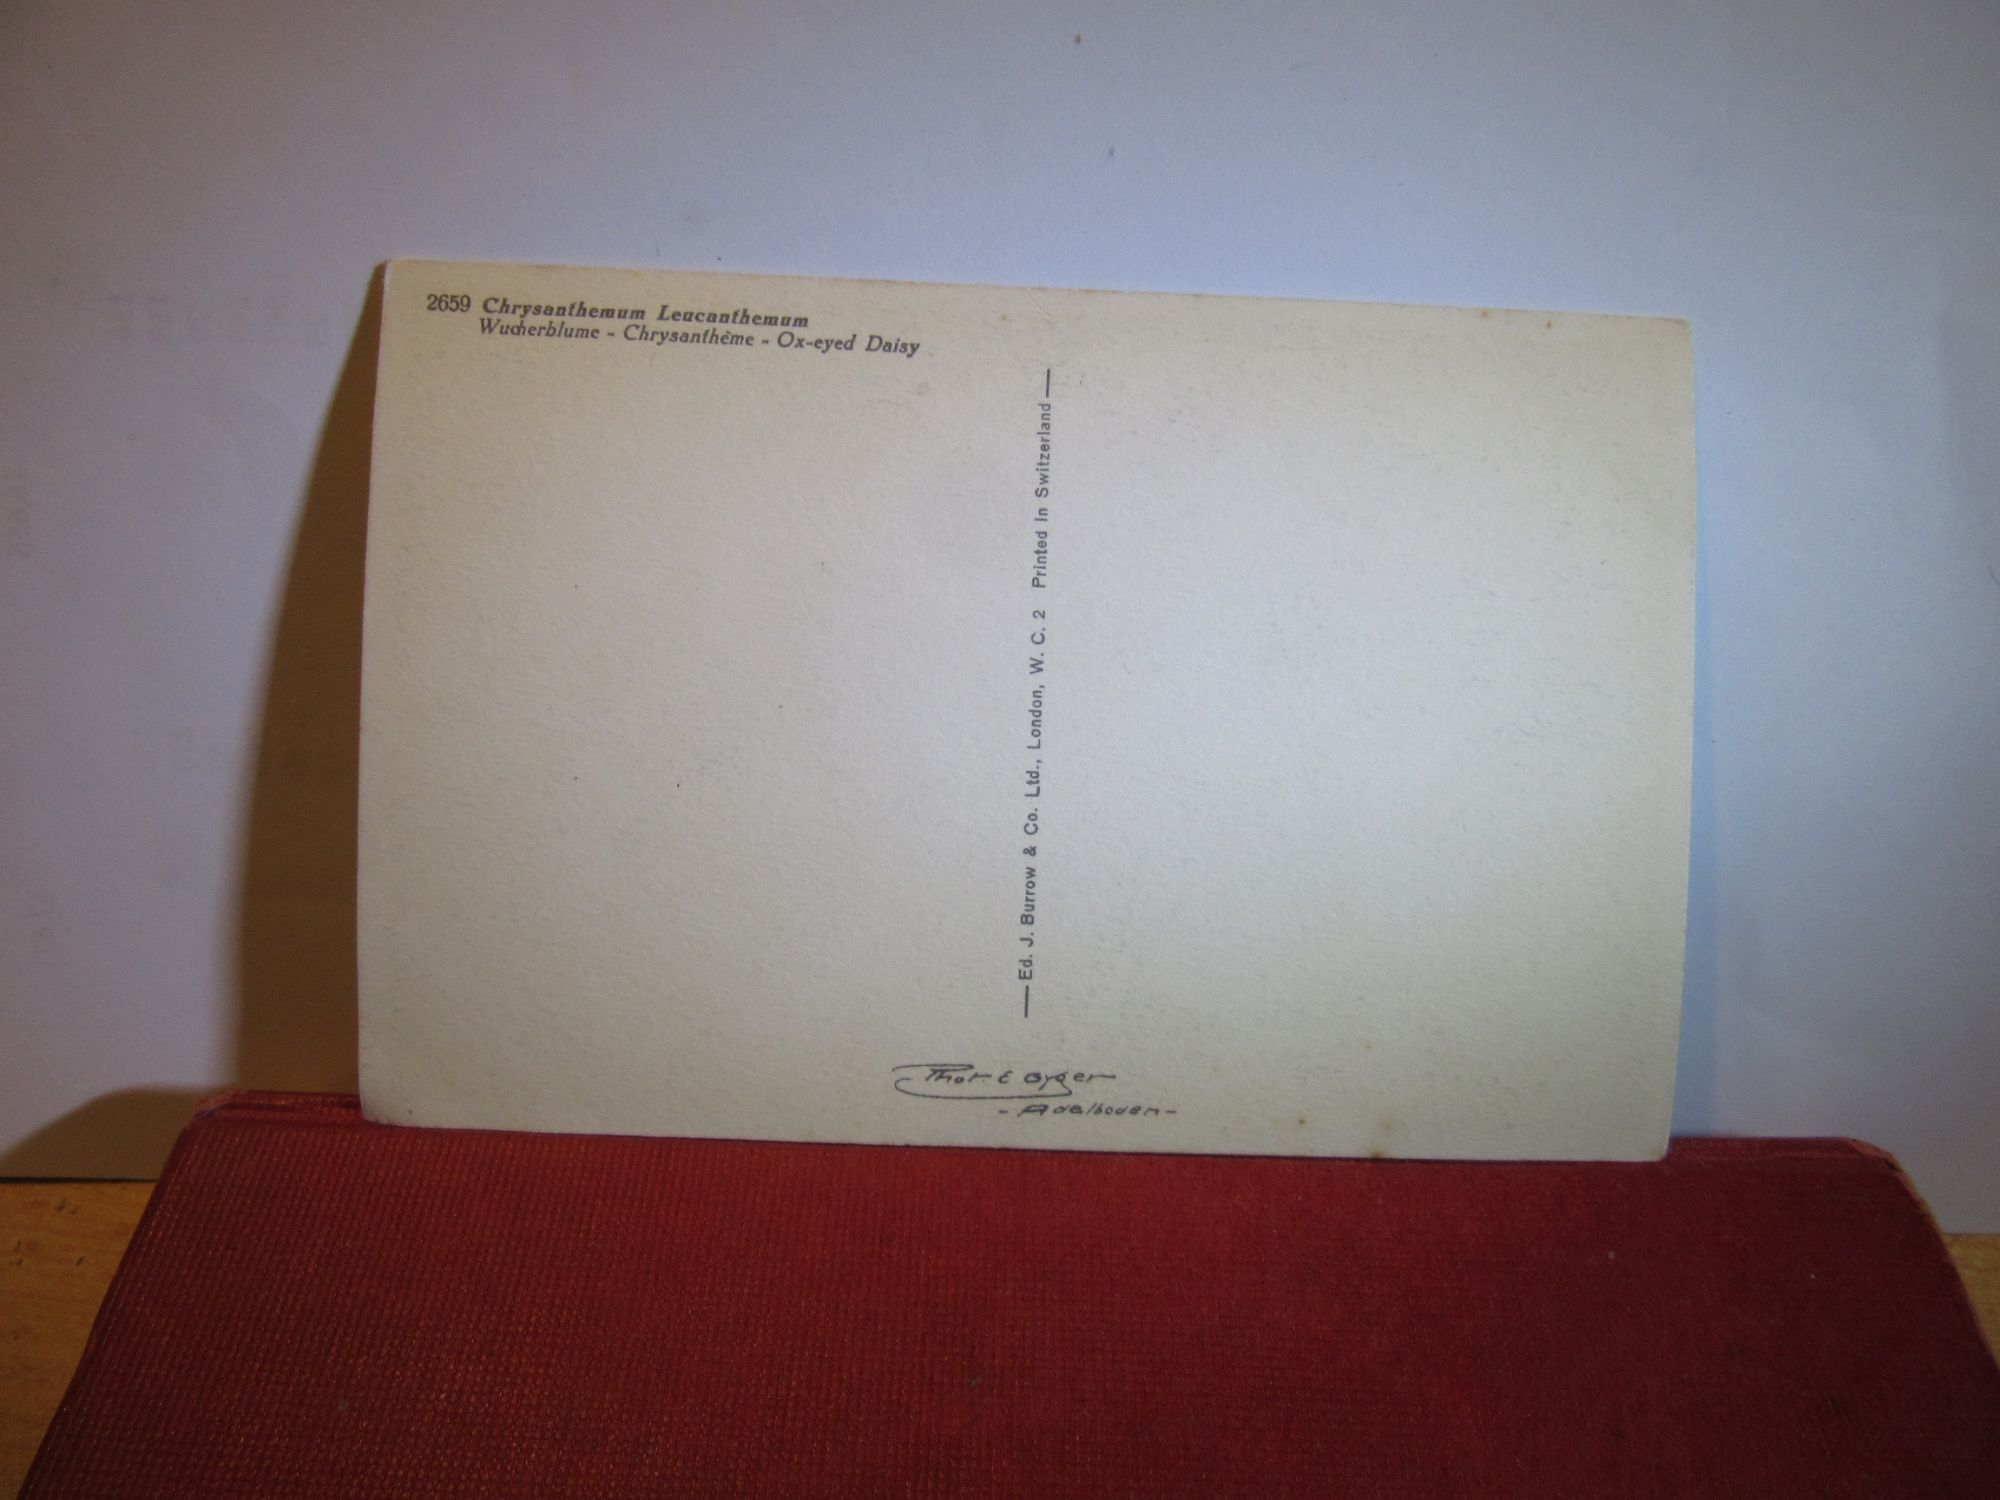 2659 Chrysanthemum Leucanthemum
Wucherblume - Chrysanthème - Ox-eyed Daisy
Ed. J. Burrow & Co. Ltd., London, W. C. 2 Printed in Switzerland
Phot E Gyger
- Adelboden -